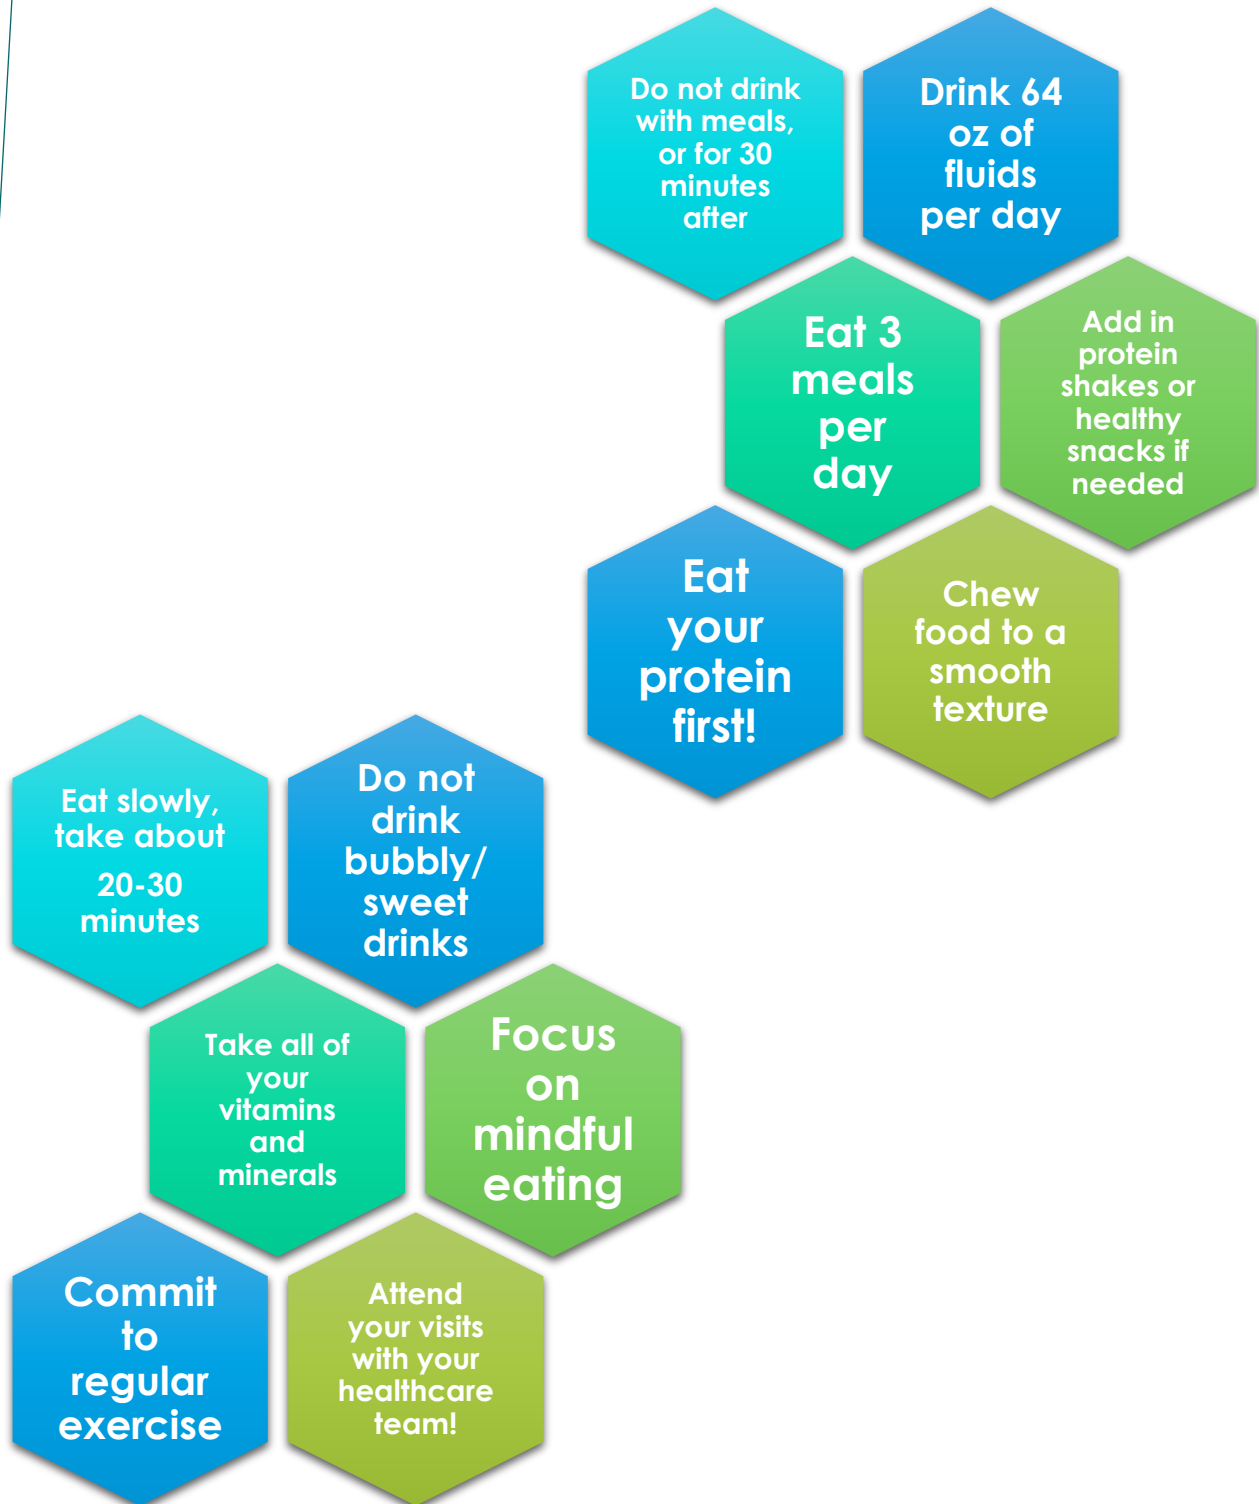 Do not drink
with meals,
or for 30
minutes
after
Drink 64
oz of
fluids
per day
Eat 3
meals
per
day
Add in
protein
shakes or
healthy
snacks if
needed
Eat
your
protein
first!
Chew
food to a
smooth
texture
Eat slowly,
take about
20-30
minutes
Do not
drink
bubbly/
sweet
drinks
Take all of
your
vitamins
and
minerals
Focus
on
mindful
eating
Commit
to
regular
exercise
Attend
your visits
with your
healthcare
team!